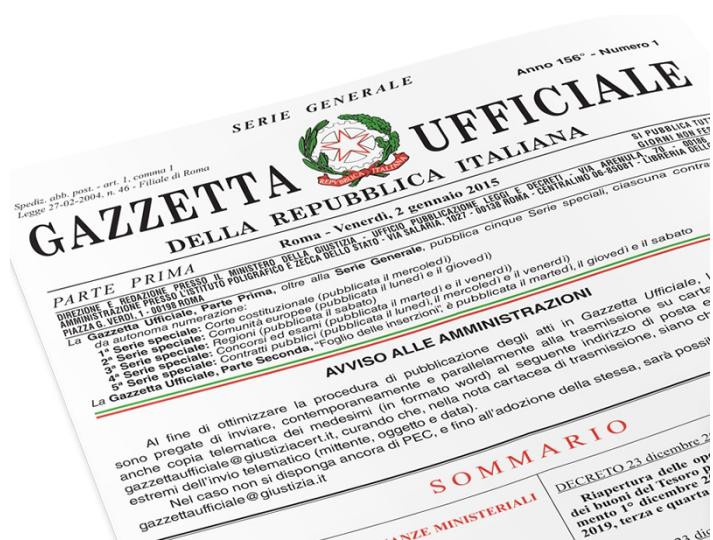 SERIE GENERALE
Spediz. abb. post. - art. 1, comma 1
Legge 27-02-2004, n. 46 - Filiale di Roma
Anno 156° - Numero 1
GAZZETTA UFFICIALE
REPVBBLICA ITALIANA
DELLA REPUBBLICA ITALIANA
PARTE PRIMA
Roma - Venerdì, 2 gennaio 2015
SI PUBBLICA TUTT
GIORNI NON FES
DIREZIONE E REDAZIONE PRESSO IL MINISTERO DELLA GIUSTIZIA - UFFICIO PUBBLICAZIONE LEGGI E DECRETI - VIA ARENULA, 70 - 00186
AMMINISTRAZIONE PRESSO L'ISTITUTO POLIGRAFICO E ZECCA DELLO STATO - VIA SALARIA, 1027 - 00138 ROMA - CENTRALINO 06-85081 - LIBRERIA DELLO
PIAZZA G. VERDI, 1 - 00198 ROMA
La Gazzetta Ufficiale, Parte Prima, oltre alla Serie Generale, pubblica cinque Serie speciali, ciascuna contra
da autonoma numerazione:
1ª Serie speciale: Corte costituzionale (pubblicata il mercoledì)
2ª Serie speciale: Comunità europee (pubblicata il lunedì e il giovedì)
3ª Serie speciale: Regioni (pubblicata il sabato)
4ª Serie speciale: Concorsi ed esami (pubblicata il martedì e il venerdì)
5ª Serie speciale: Contratti pubblici (pubblicata il lunedì, il mercoledì e il venerdì)
La Gazzetta Ufficiale, Parte Seconda, "Foglio delle inserzioni", è pubblicata il martedì, il giovedì e il sabato
AVVISO ALLE AMMINISTRAZIONI
Al fine di ottimizzare la procedura di pubblicazione degli atti in Gazzetta Ufficiale, l
sono pregate di inviare, contemporaneamente e parallelamente alla trasmissione su carta
anche copia telematica dei medesimi (in formato word) al seguente indirizzo di posta e
gazzettaufficiale@giustiziacert.it, curando che, nella nota cartacea di trasmissione, siano ch
estremi dell'invio telematico (mittente, oggetto e data).
Nel caso non si disponga ancora di PEC, e fino all'adozione della stessa, sarà possil
gazzettaufficiale@giustizia.it
SOMMARIO
ANZE MINISTERIALI
DECRETO 23 dicembre 2
Riapertura delle ope
dei buoni del Tesoro p
mento 1° dicembre 2
2019, terza e quarta